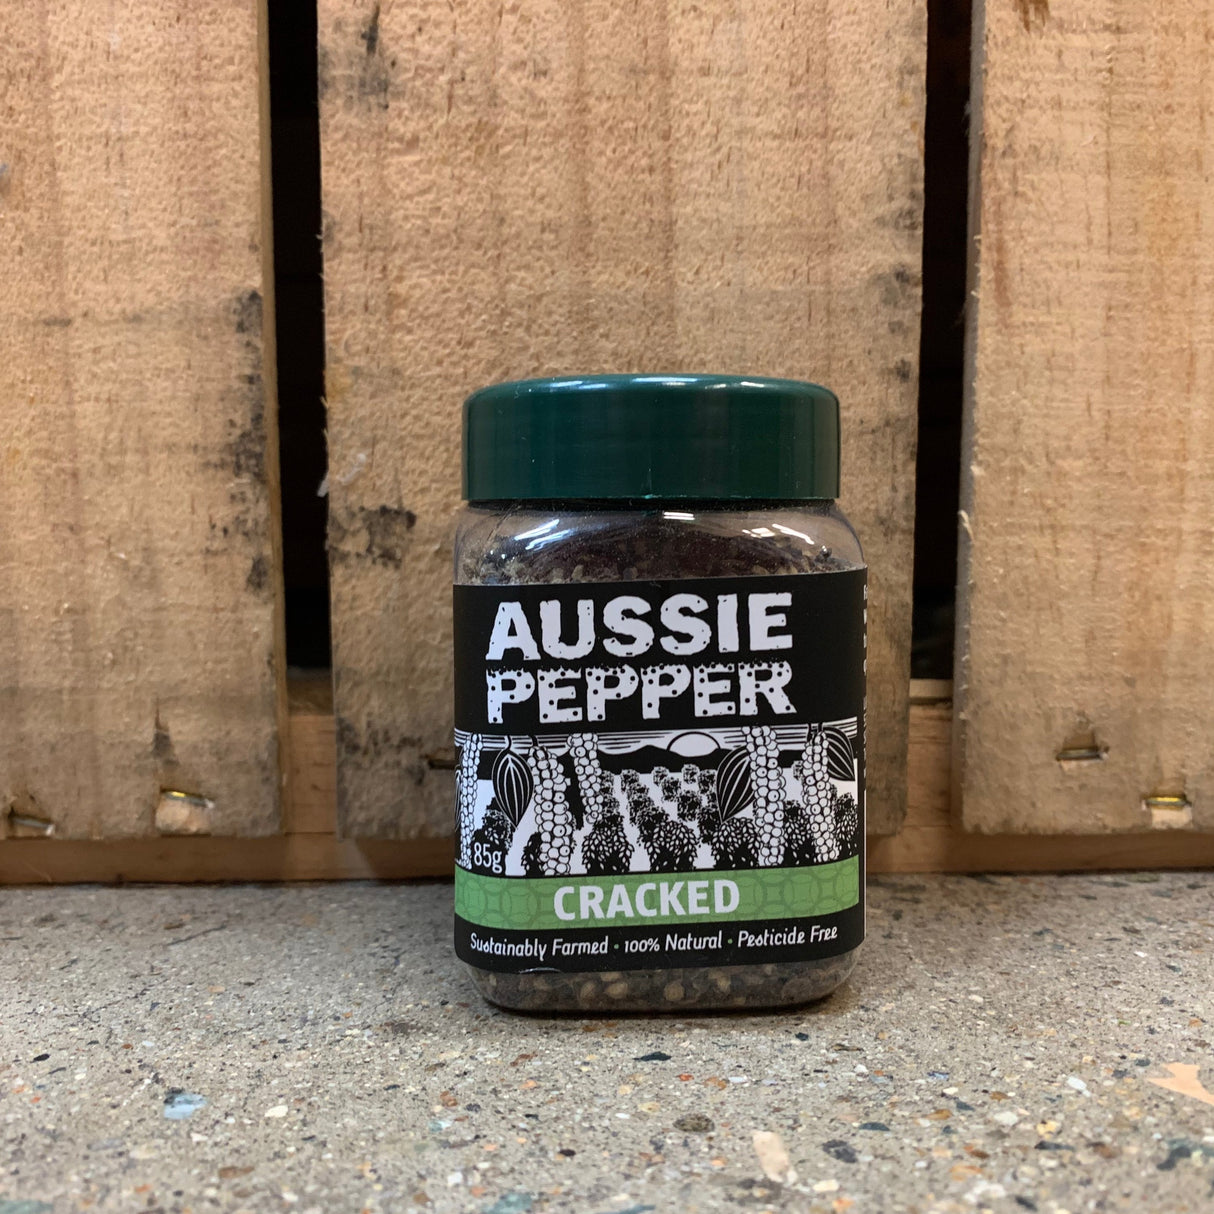 AUSSIE
PEPPER
85g
CRACKED
Sustainably Farmed • 100% Natural • Pesticide Free